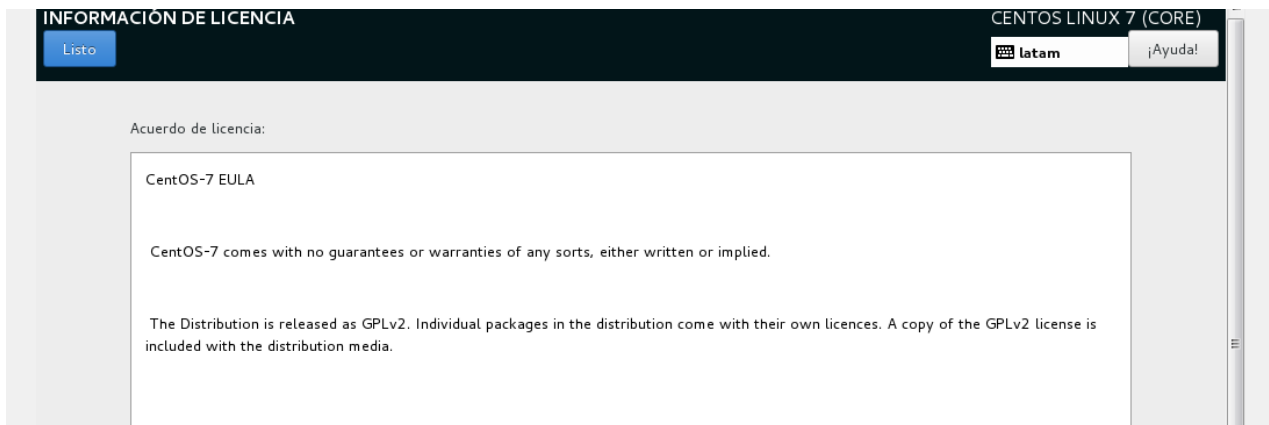 INFORMACIÓN DE LICENCIA
CENTOS LINUX 7 (CORE)
Listo
latam
¡Ayuda!
Acuerdo de licencia:
CentOS-7 EULA
CentOS-7 comes with no guarantees or warranties of any sorts, either written or implied.
The Distribution is released as GPLv2. Individual packages in the distribution come with their own licences. A copy of the GPLv2 license is
included with the distribution media.